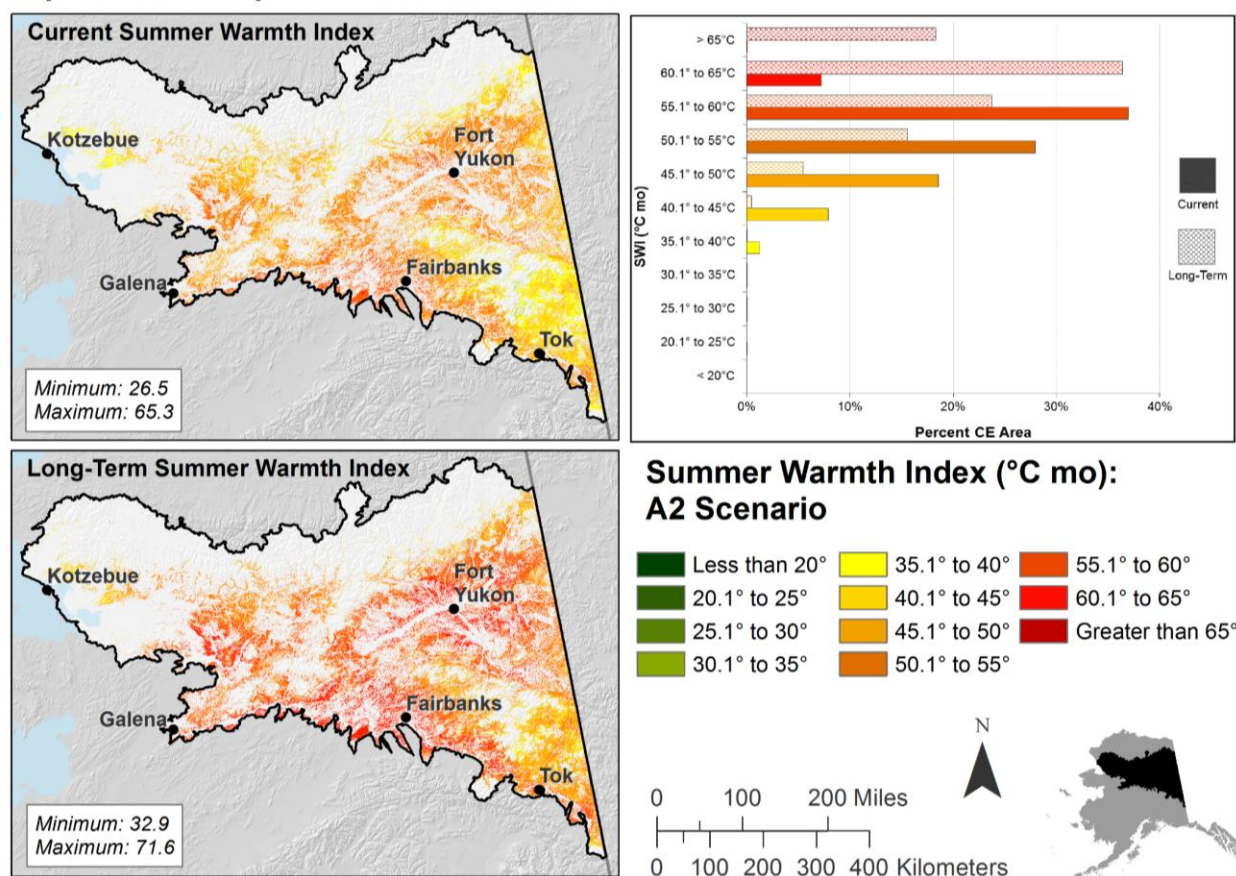 Current Summer Warmth Index
Kotzebue
Fort
Yukon
Galena
Fairbanks
Tok
Minimum: 26.5
Maximum: 65.3
> 65°C
60.1°C to 65°C
55.1°C to 60°C
50.1°C to 55°C
45.1°C to 50°C
40.1°C to 45°C
35.1°C to 40°C
30.1°C to 35°C
25.1°C to 30°C
20.1°C to 25°C
< 20°C
SWI (°C mo)
0% 10% 20% 30% 40%
Percent CE Area
Current
Long-Term
Long-Term Summer Warmth Index
Kotzebue
Fort
Yukon
Galena
Fairbanks
Tok
Minimum: 32.9
Maximum: 71.6
Summer Warmth Index (°C mo):
A2 Scenario
Less than 20°
20.1° to 25°
25.1° to 30°
30.1° to 35°
35.1° to 40°
40.1° to 45°
45.1° to 50°
50.1° to 55°
55.1° to 60°
60.1° to 65°
Greater than 65°
N
0 100 200 Miles
0 100 200 300 400 Kilometers